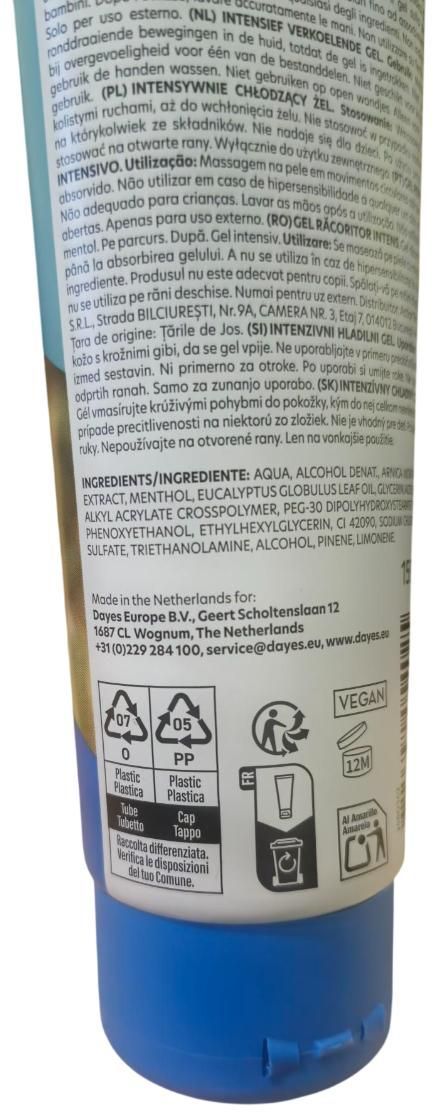 Solo per uso esterno. (NL) INTENSIEF VERKOELENDE GEL.
ronddraaiende bewegingen in de huid, totdat de gel is
bij overgevoeligheid voor één van de bestanddelen. Niet geschikt
gebruik de handen wassen. Niet gebruiken op open wonden.
gebruik. (PL) INTENSYWNIE CHŁODZĄCY ŻEL. Stosowanie:
kolistymi ruchami, aż do wchłonięcia żelu. Nie stosować w
na którykolwiek ze składników. Nie nadaje się dla dzieci. Po
stosować na otwarte rany. Wyłącznie do użytku zewnętrznego. (PT)
INTENSIVO. Utilização: Massagem na pele em movimentos
absorvido. Não utilizar em caso de hipersensibilidade a qualquer
Não adequado para crianças. Lavar as mãos após a utilização.
abertas. Apenas para uso externo. (RO) GEL RĂCORITOR INTENS.
mental. Pe parcurs. După. Gel intensiv. Utilizare: Se masează pe
până la absorbirea gelului. A nu se utiliza în caz de
ingrediente. Produsul nu este adecvat pentru copii. Spălați-vă pe
nu se utiliza pe răni deschise. Numai pentru uz extern. Distribuitor:
S.R.L., Strada BILCIUREȘTI, Nr.9A, CAMERA NR. 3, Etaj 7, 014012
Țara de origine: Țările de Jos. (SI) INTENZIVNI HLADILNI GEL
kožo s krožnimi gibi, da se gel vpije. Ne uporabljajte v primeru
izmed sestavin. Ni primerno za otroke. Po uporabi si umijte roke.
odprtih ranah. Samo za zunanjo uporabo. (SK) INTENZÍVNY
Gél vmasírujte krúživými pohybmi do pokožky, kým do nej celkom
prípade precitlivenosti na niektorú zo zložiek. Nie je vhodný pre deti.
ruky. Nepoužívajte na otvorené rany. Len na vonkajšie použitie.
INGREDIENTS/INGREDIENTE: AQUA, ALCOHOL DENAT., ARNICA
EXTRACT, MENTHOL, EUCALYPTUS GLOBULUS LEAF OIL, GLYCERIN,
ALKYL ACRYLATE CROSSPOLYMER, PEG-30
PHENOXYETHANOL, ETHYLHEXYLGLYCERIN, CI 42090, SODIUM
SULFATE, TRIETHANOLAMINE, ALCOHOL, PINENE, LIMONENE.
Made in the Netherlands for:
Dayes Europe B.V., Geert Scholtenslaan 12
1687 CL Wognum, The Netherlands
+31 (0)229 284 100, service@dayes.eu, www.dayes.eu
07 05
O PP
Plastic Plastic
Plastica Plastica
Tube Cap
Tubetto Tappo
Raccolta differenziata.
Verifica le disposizioni
del tuo Comune.
FR
VEGAN
12M
Al Amarillo
Amarelo